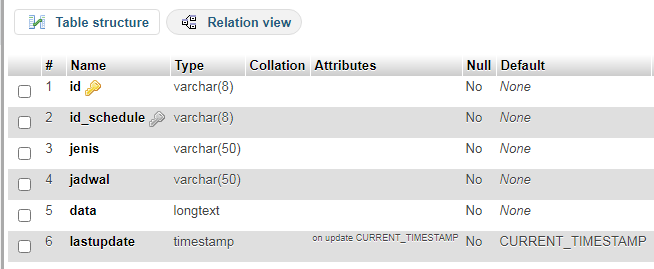 Table structure Relation view
# Name Type Collation Attributes Null Default
1 id varchar(8) No None
2 id_schedule varchar(8) No None
3 jenis varchar(50) No None
4 jadwal varchar(50) No None
5 data longtext No None
6 lastupdate timestamp on update CURRENT_TIMESTAMP No CURRENT_TIMESTAMP